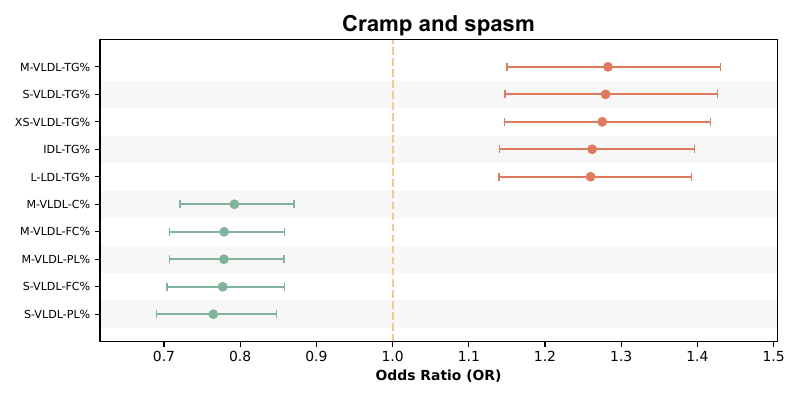 Cramp and spasm
M-VLDL-TG%
S-VLDL-TG%
XS-VLDL-TG%
IDL-TG%
L-LDL-TG%
M-VLDL-C%
M-VLDL-FC%
M-VLDL-PL%
S-VLDL-FC%
S-VLDL-PL%
0.7 0.8 0.9 1.0 1.1 1.2 1.3 1.4 1.5
Odds Ratio (OR)